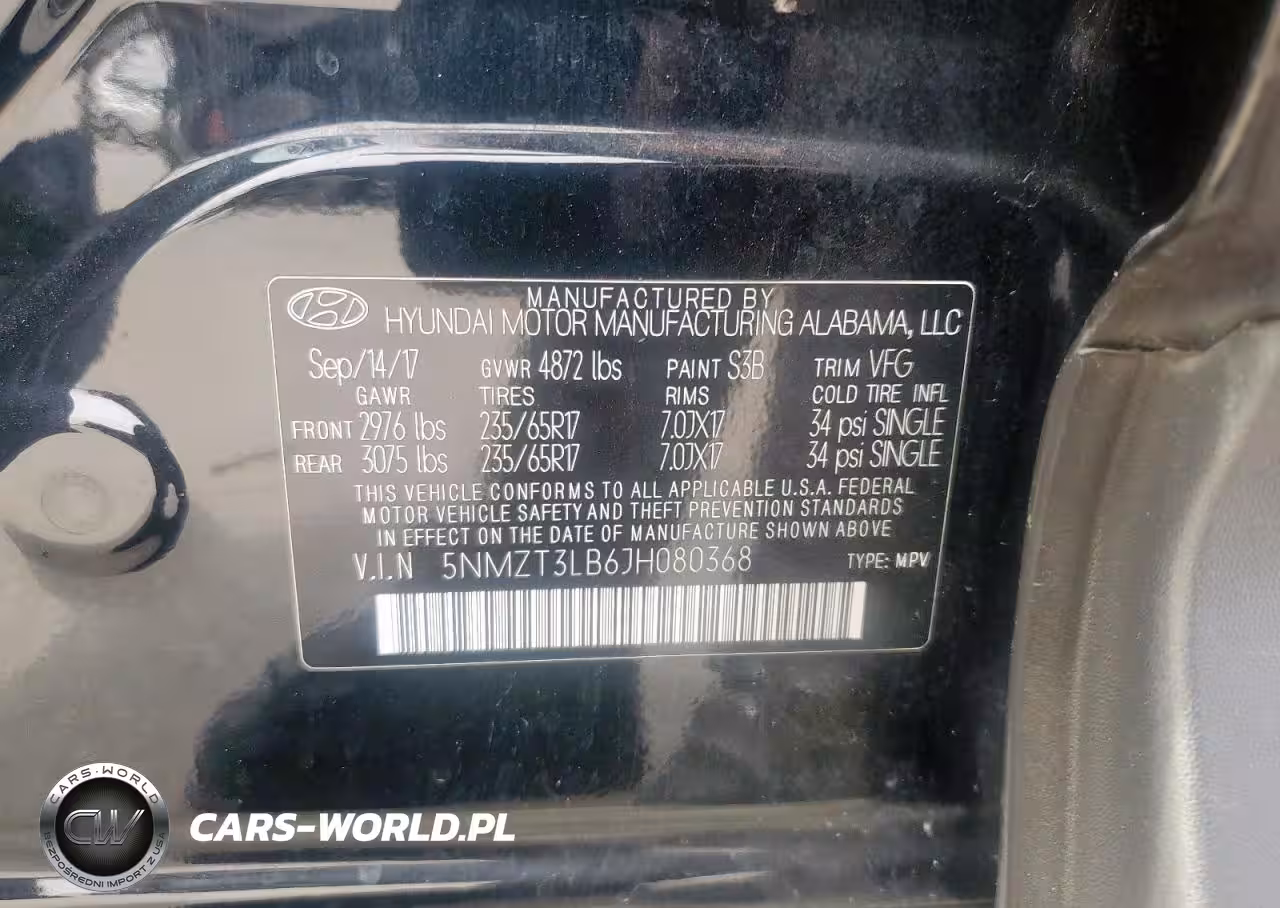 MANUFACTURED BY
HYUNDAI MOTOR MANUFACTURING ALABAMA, LLC
Sep/14/17 GVWR 4872 lbs PAINT S3B TRIM VFG
GAWR TIRES RIMS COLD TIRE INFL
FRONT 2976 lbs 235/65R17 7.0JX17 34 psi SINGLE
REAR 3075 lbs 235/65R17 7.0JX17 34 psi SINGLE
THIS VEHICLE CONFORMS TO ALL APPLICABLE U.S.A. FEDERAL
MOTOR VEHICLE SAFETY AND THEFT PREVENTION STANDARDS
IN EFFECT ON THE DATE OF MANUFACTURE SHOWN ABOVE
V.I.N 5NMZT3LB6JH080368 TYPE: MPV
CARS-WORLD
CW
BEZPOŚREDNI IMPORT Z USA
CARS-WORLD.PL